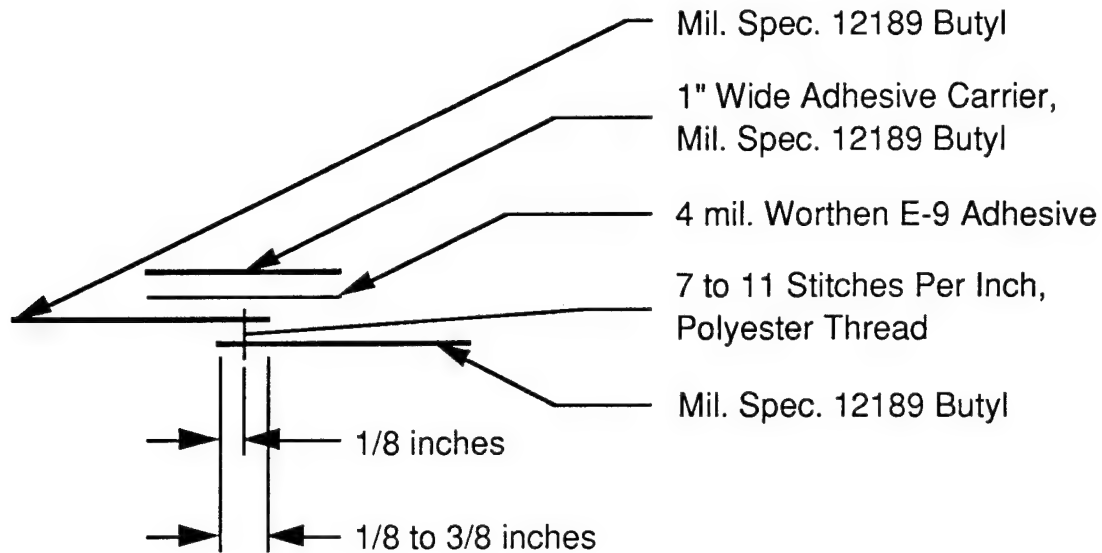 Mil. Spec. 12189 Butyl
1" Wide Adhesive Carrier,
Mil. Spec. 12189 Butyl
4 mil. Worthen E-9 Adhesive
7 to 11 Stitches Per Inch,
Polyester Thread
Mil. Spec. 12189 Butyl
1/8 inches
1/8 to 3/8 inches